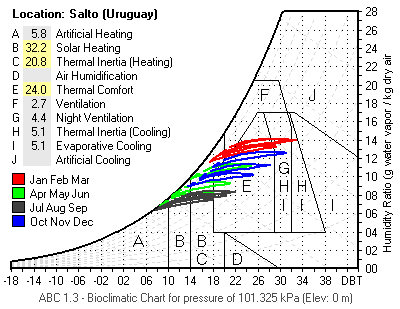 Location: Salto (Uruguay)
A 5.8 Artificial Heating
B 32.2 Solar Heating
C 20.8 Thermal Inertia (Heating)
D Air Humidification
E 24.0 Thermal Comfort
F 2.7 Ventilation
G 4.4 Night Ventilation
H 5.1 Thermal Inertia (Cooling)
I 5.1 Evaporative Cooling
J Artificial Cooling
Jan Feb Mar
Apr May Jun
Jul Aug Sep
Oct Nov Dec
A
B
B
C
D
E
F
G
H
H
I
I
J
28
26
24
22
20
18
16
14
12
10
08
06
04
02
00
Humidity Ratio (g water vapor / kg dry air
-18 -14 -10 -6 -2 02 06 10 14 18 22 26 30 34 38 DBT
ABC 1.3 - Bioclimatic Chart for pressure of 101.325 kPa (Elev: 0 m)